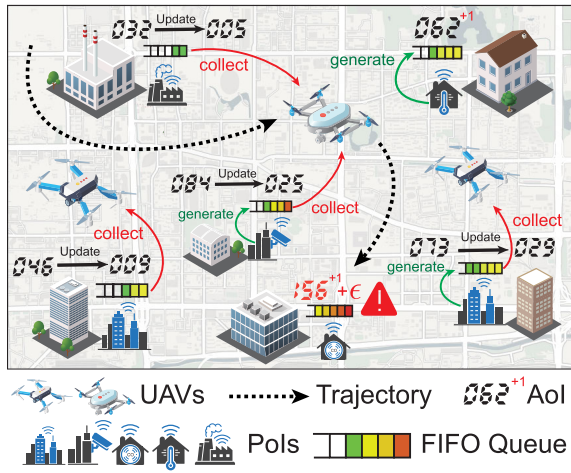 032 Update 005
collect
062+1
generate
084 Update 025
generate
collect
collect
046 Update 009
collect
073 Update 029
generate
156+1+ϵ
!
UAVs
Trajectory
062+1 AoI
PoIs
FIFO Queue